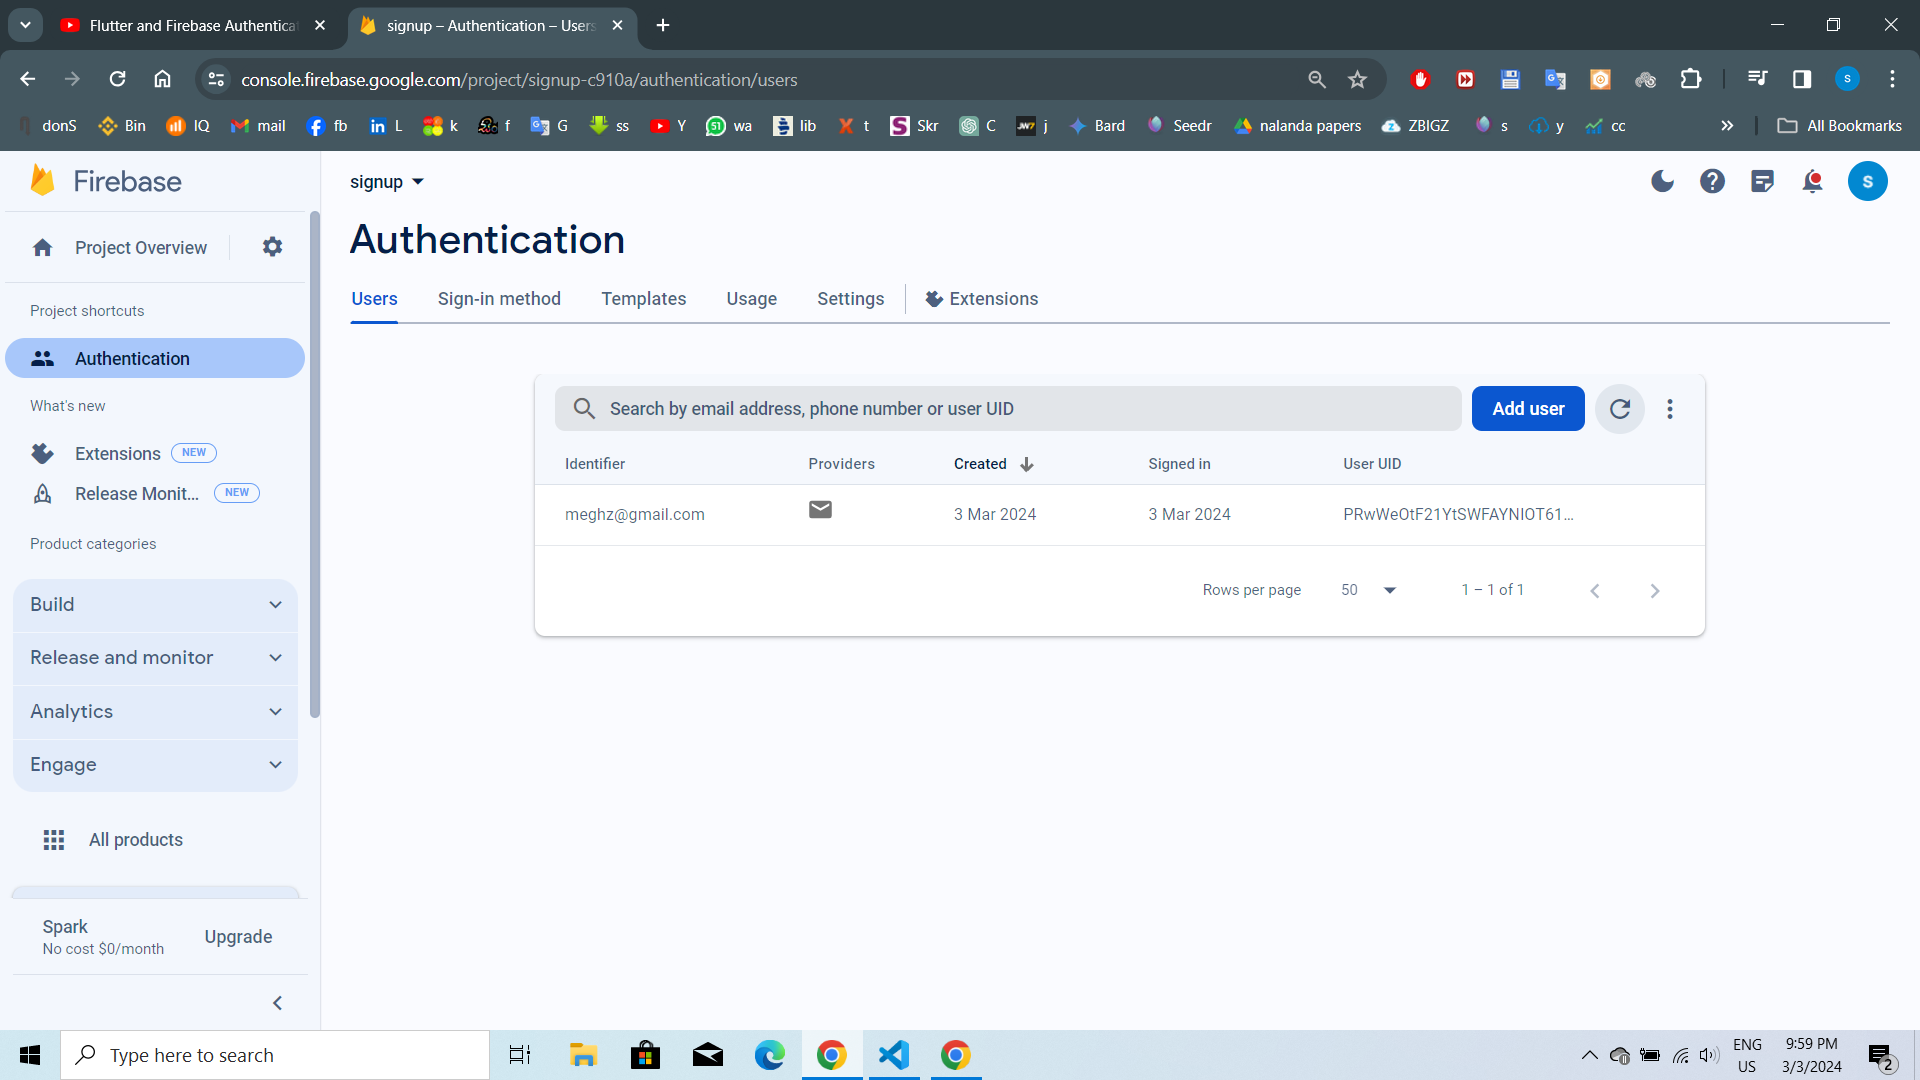 Flutter and Firebase Authenticat
signup – Authentication – Users
console.firebase.google.com/project/signup-c910a/authentication/users
donS Bin IQ mail fb L k f G ss Y wa lib t Skr C j Bard Seedr nalanda papers ZBIGZ s y cc All Bookmarks
Firebase
signup
Authentication
Project Overview
Users Sign-in method Templates Usage Settings Extensions
Project shortcuts
Authentication
What's new
Extensions NEW
Release Monit... NEW
Product categories
Build
Release and monitor
Analytics
Engage
All products
Spark
No cost $0/month
Upgrade
Search by email address, phone number or user UID
Add user
Identifier Providers Created Signed in User UID
meghz@gmail.com 3 Mar 2024 3 Mar 2024 PRwWeOtF21YtSWFAYNIOT61...
Rows per page 50 1 – 1 of 1
Type here to search
ENG
US
9:59 PM
3/3/2024
2